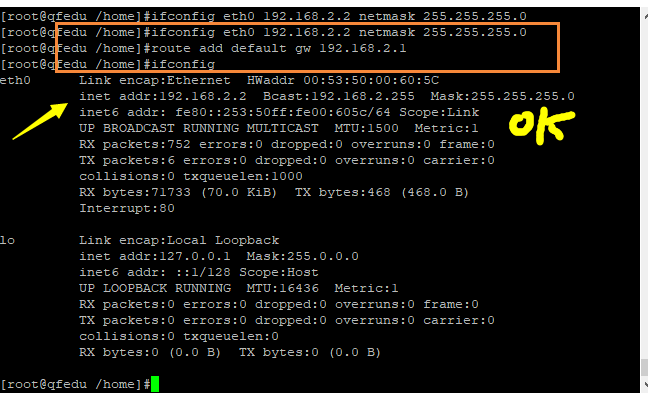 [root@qfedu /home]#ifconfig eth0 192.168.2.2 netmask 255.255.255.0
[root@qfedu /home]#ifconfig eth0 192.168.2.2 netmask 255.255.255.0
[root@qfedu /home]#route add default gw 192.168.2.1
[root@qfedu /home]#ifconfig
eth0 Link encap:Ethernet HWaddr 00:53:50:00:60:5C
inet addr:192.168.2.2 Bcast:192.168.2.255 Mask:255.255.255.0
inet6 addr: fe80::253:50ff:fe00:605c/64 Scope:Link
UP BROADCAST RUNNING MULTICAST MTU:1500 Metric:1
RX packets:752 errors:0 dropped:0 overruns:0 frame:0
TX packets:6 errors:0 dropped:0 overruns:0 carrier:0
collisions:0 txqueuelen:1000
RX bytes:71733 (70.0 KiB) TX bytes:468 (468.0 B)
Interrupt:80
OK
lo Link encap:Local Loopback
inet addr:127.0.0.1 Mask:255.0.0.0
inet6 addr: ::1/128 Scope:Host
UP LOOPBACK RUNNING MTU:16436 Metric:1
RX packets:0 errors:0 dropped:0 overruns:0 frame:0
TX packets:0 errors:0 dropped:0 overruns:0 carrier:0
collisions:0 txqueuelen:0
RX bytes:0 (0.0 B) TX bytes:0 (0.0 B)
[root@qfedu /home]#